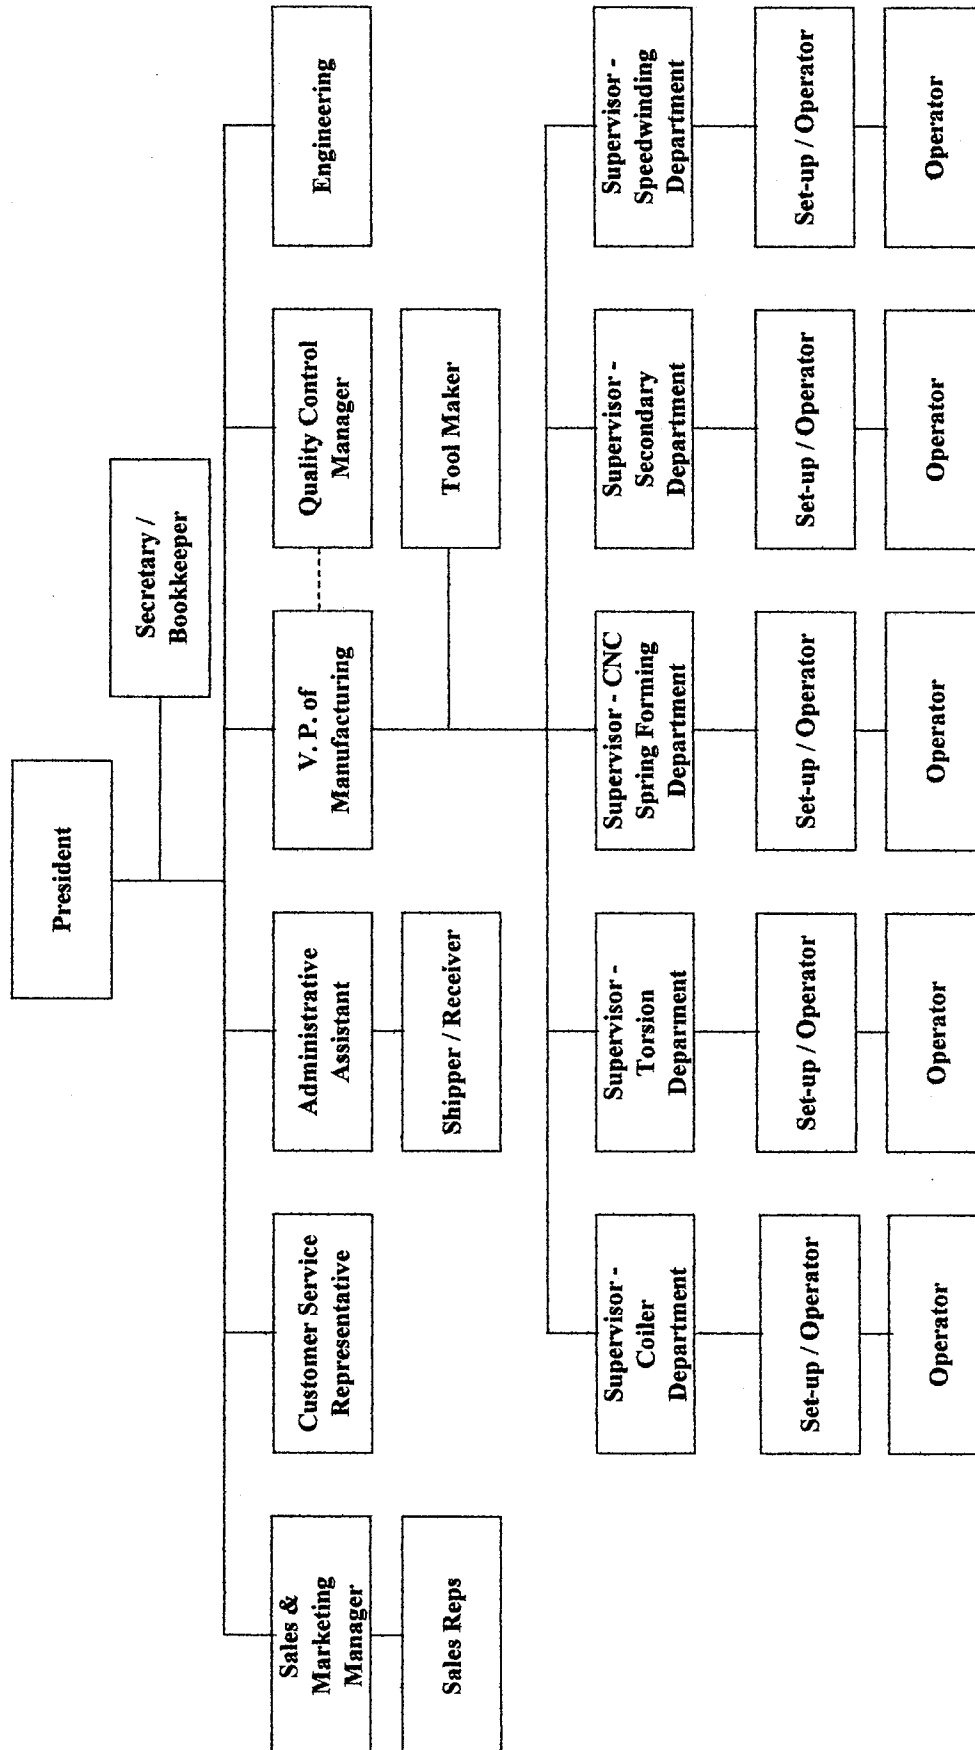 President
Secretary /
Bookkeeper
Sales &
Marketing
Manager
Customer Service
Representative
Administrative
Assistant
V. P. of
Manufacturing
Quality Control
Manager
Engineering
Sales Reps
Shipper / Receiver
Tool Maker
Supervisor -
Coiler
Department
Supervisor -
Torsion
Deparment
Supervisor - CNC
Spring Forming
Department
Supervisor -
Secondary
Department
Supervisor -
Speedwinding
Department
Set-up / Operator
Set-up / Operator
Set-up / Operator
Set-up / Operator
Set-up / Operator
Operator
Operator
Operator
Operator
Operator